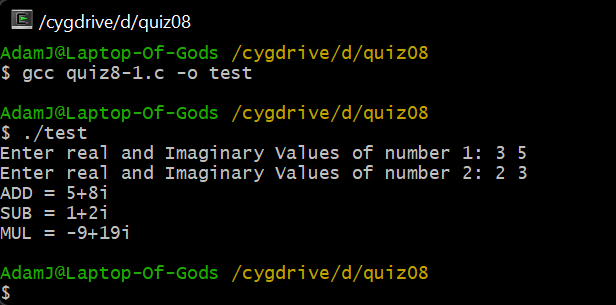 /cygdrive/d/quiz08
AdamJ@Laptop-Of-Gods /cygdrive/d/quiz08
$ gcc quiz8-1.c -o test
AdamJ@Laptop-Of-Gods /cygdrive/d/quiz08
$ ./test
Enter real and Imaginary Values of number 1: 3 5
Enter real and Imaginary Values of number 2: 2 3
ADD = 5+8i
SUB = 1+2i
MUL = -9+19i
AdamJ@Laptop-Of-Gods /cygdrive/d/quiz08
$